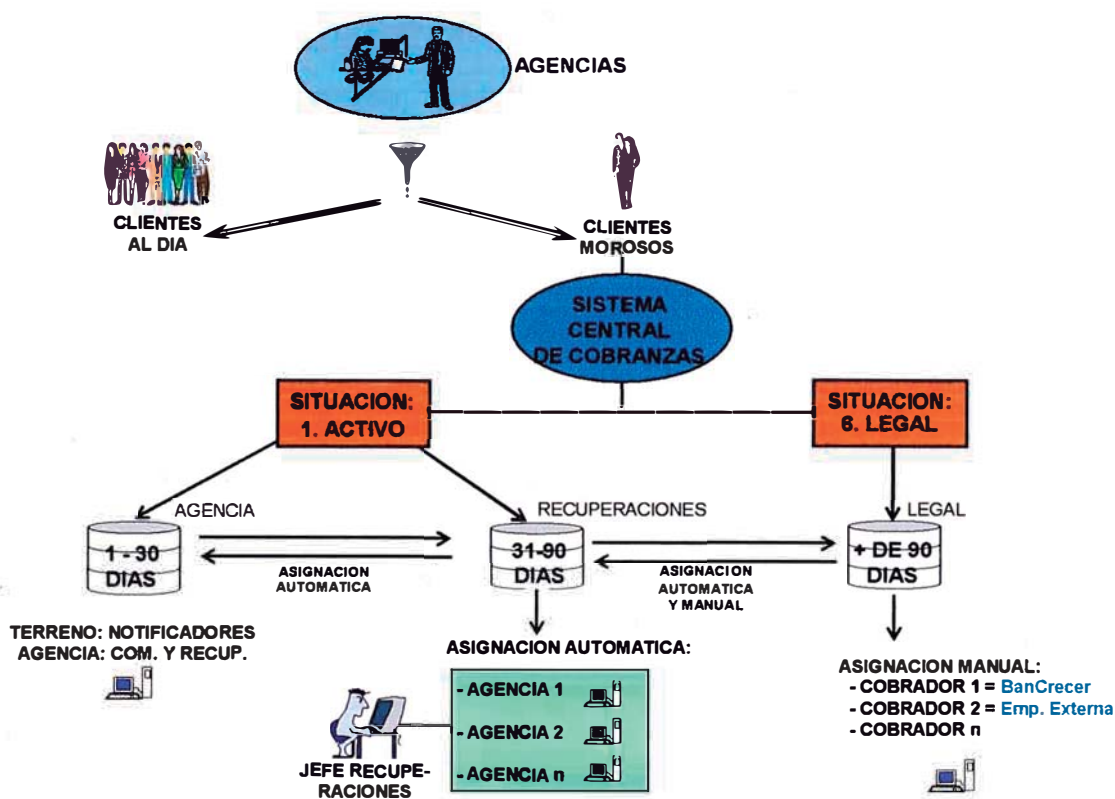 AGENCIAS
CLIENTES
AL DIA
CLIENTES
MOROSOS
SISTEMA
CENTRAL
DE COBRANZAS
SITUACION:
1. ACTIVO
SITUACION:
6. LEGAL
AGENCIA
RECUPERACIONES
LEGAL
1 - 30
DIAS
31-90
DIAS
+ DE 90
DIAS
ASIGNACION
AUTOMATICA
ASIGNACION
AUTOMATICA
Y MANUAL
TERRENO: NOTIFICADORES
AGENCIA: COM. Y RECUP.
ASIGNACION AUTOMATICA:
- AGENCIA 1
- AGENCIA 2
- AGENCIA n
JEFE RECUPE-
RACIONES
ASIGNACION MANUAL:
- COBRADOR 1 = BanCrecer
- COBRADOR 2 = Emp. Externa
- COBRADOR n